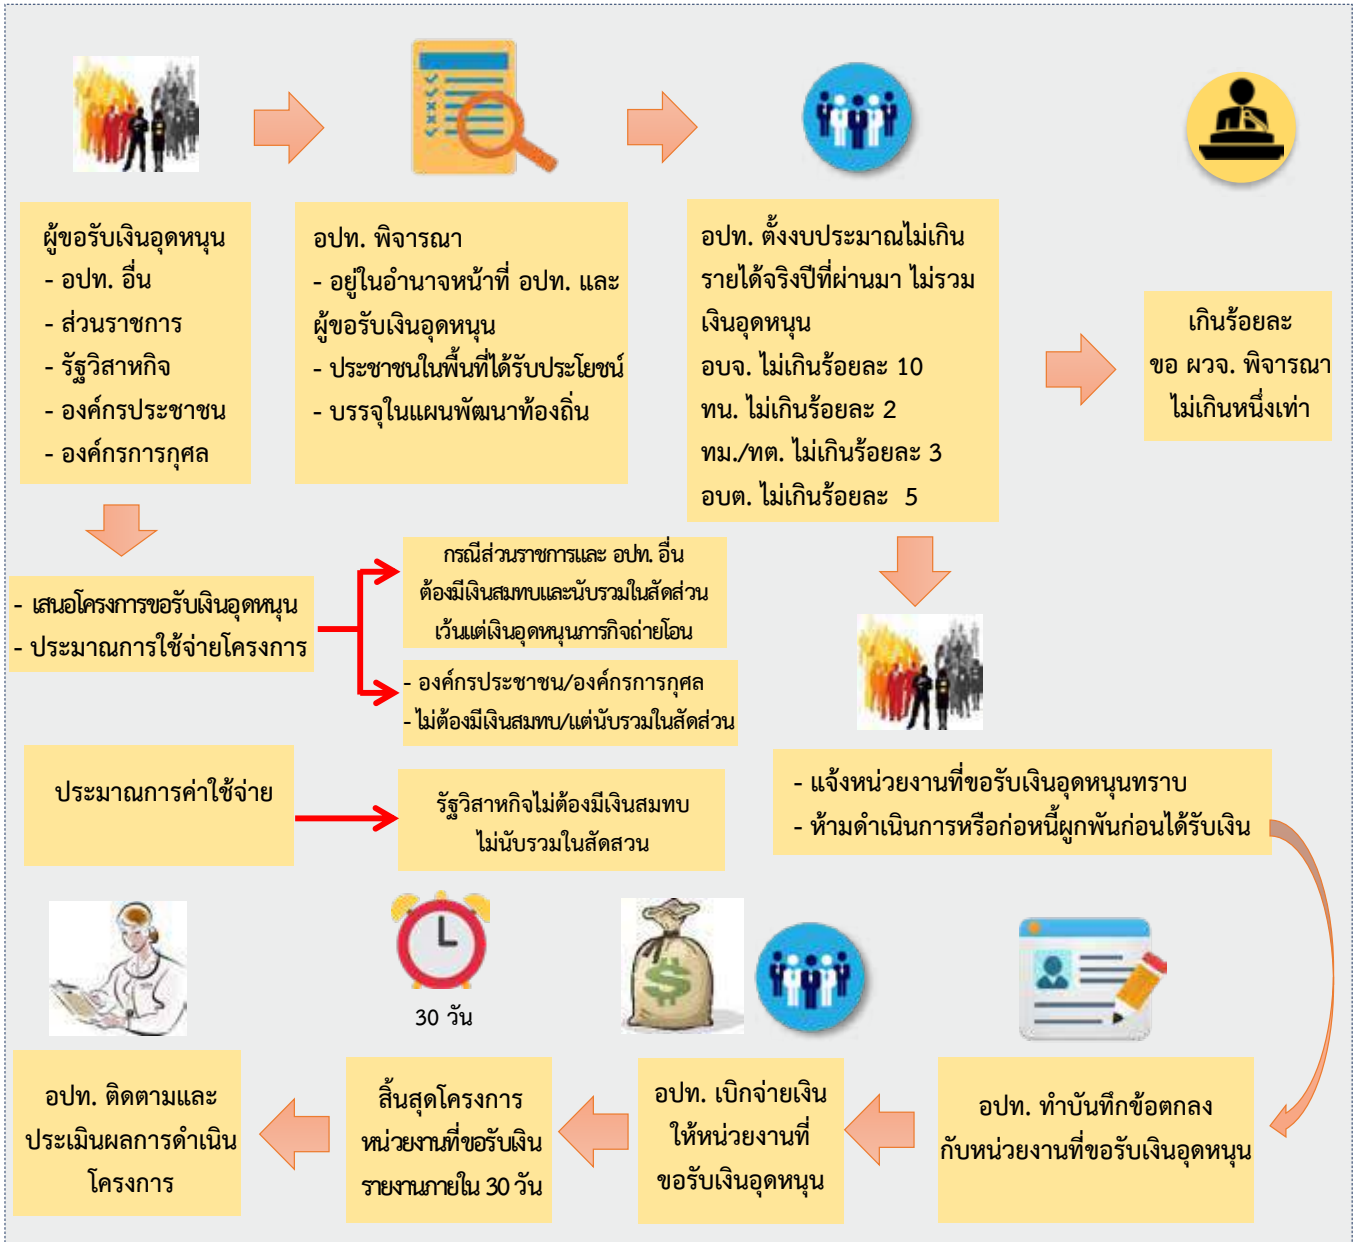 ผู้ขอรับเงินอุดหนุน
- อปท. อื่น
- ส่วนราชการ
- รัฐวิสาหกิจ
- องค์กรประชาชน
- องค์กรการกุศล
อปท. พิจารณา
- อยู่ในอำนาจหน้าที่ อปท. และ
ผู้ขอรับเงินอุดหนุน
- ประชาชนในพื้นที่ได้รับประโยชน์
- บรรจุในแผนพัฒนาท้องถิ่น
อปท. ตั้งงบประมาณไม่เกิน
รายได้จริงปีที่ผ่านมา ไม่รวม
เงินอุดหนุน
อบจ. ไม่เกินร้อยละ 10
ทน. ไม่เกินร้อยละ 2
ทม./ทต. ไม่เกินร้อยละ 3
อบต. ไม่เกินร้อยละ 5
เกินร้อยละ
ขอ ผวจ. พิจารณา
ไม่เกินหนึ่งเท่า
- เสนอโครงการขอรับเงินอุดหนุน
- ประมาณการใช้จ่ายโครงการ
กรณีส่วนราชการและ อปท. อื่น
ต้องมีเงินสมทบและนับรวมในสัดส่วน
เว้นแต่เงินอุดหนุนภารกิจถ่ายโอน
- องค์กรประชาชน/องค์กรการกุศล
- ไม่ต้องมีเงินสมทบ/แต่นับรวมในสัดส่วน
ประมาณการค่าใช้จ่าย
รัฐวิสาหกิจไม่ต้องมีเงินสมทบ
ไม่นับรวมในสัดสวน
- แจ้งหน่วยงานที่ขอรับเงินอุดหนุนทราบ
- ห้ามดำเนินการหรือก่อหนี้ผูกพันก่อนได้รับเงิน
30 วัน
อปท. ทำบันทึกข้อตกลง
กับหน่วยงานที่ขอรับเงินอุดหนุน
อปท. เบิกจ่ายเงิน
ให้หน่วยงานที่
ขอรับเงินอุดหนุน
สิ้นสุดโครงการ
หน่วยงานที่ขอรับเงิน
รายงานภายใน 30 วัน
อปท. ติดตามและ
ประเมินผลการดำเนิน
โครงการ